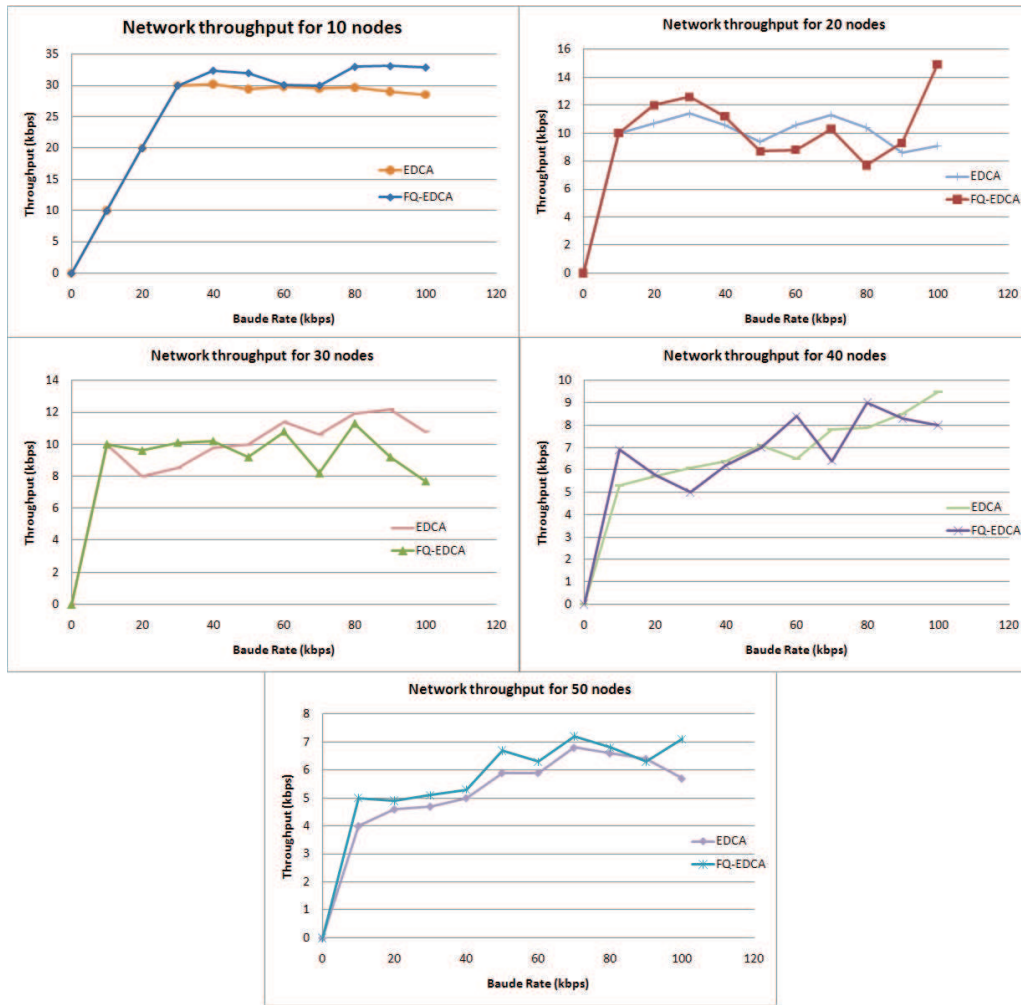 Network throughput for 10 nodes
Throughput (kbps)
35
30
25
20
15
10
5
0
EDCA
FQ-EDCA
0 20 40 60 80 100 120
Baude Rate (kbps)
Network throughput for 20 nodes
Throughput (kbps)
16
14
12
10
8
6
4
2
0
EDCA
FQ-EDCA
0 20 40 60 80 100 120
Baude Rate (kbps)
Network throughput for 30 nodes
Throughput (kbps)
14
12
10
8
6
4
2
0
EDCA
FQ-EDCA
0 20 40 60 80 100 120
Baude Rate (kbps)
Network throughput for 40 nodes
Throughput (kbps)
10
9
8
7
6
5
4
3
2
1
0
EDCA
FQ-EDCA
0 20 40 60 80 100 120
Baude Rate (kbps)
Network throughput for 50 nodes
Throughput (kbps)
8
7
6
5
4
3
2
1
0
EDCA
FQ-EDCA
0 20 40 60 80 100 120
Baude Rate (kbps)